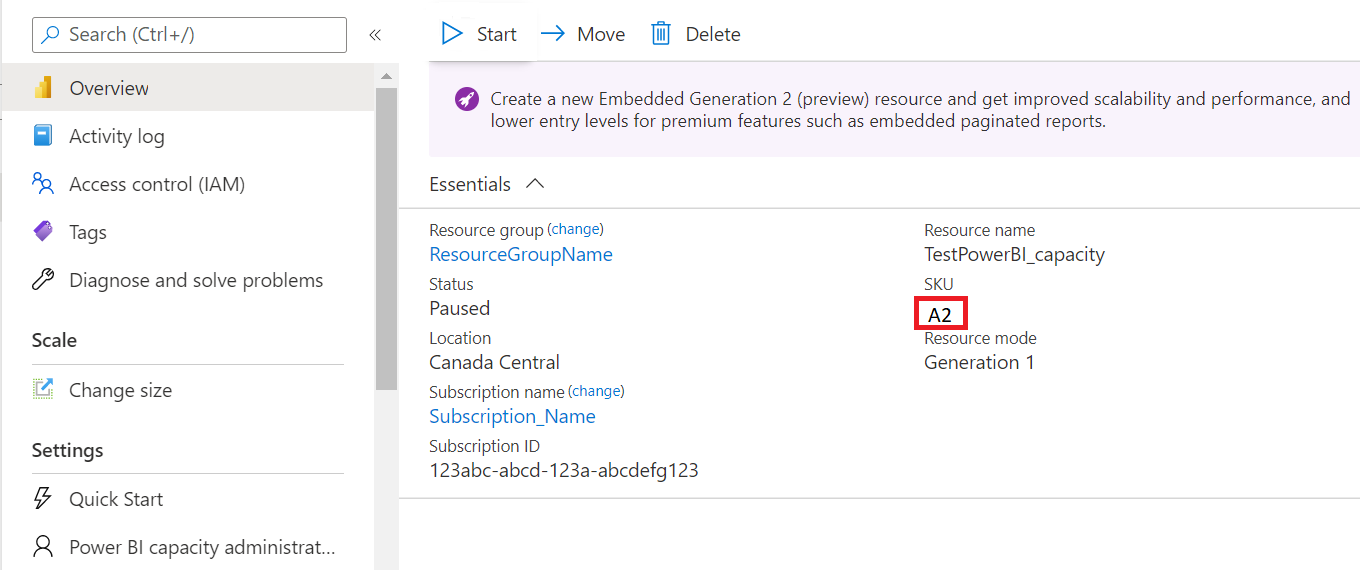 Search (Ctrl+/)
«
Start
Move
Delete
Overview
Activity log
Access control (IAM)
Tags
Diagnose and solve problems
Scale
Change size
Settings
Quick Start
Power BI capacity administrat...
Create a new Embedded Generation 2 (preview) resource and get improved scalability and performance, and
lower entry levels for premium features such as embedded paginated reports.
Essentials
Resource group (change)
ResourceGroupName
Status
Paused
Location
Canada Central
Subscription name (change)
Subscription_Name
Subscription ID
123abc-abcd-123a-abcdefg123
Resource name
TestPowerBI_capacity
SKU
A2
Resource mode
Generation 1